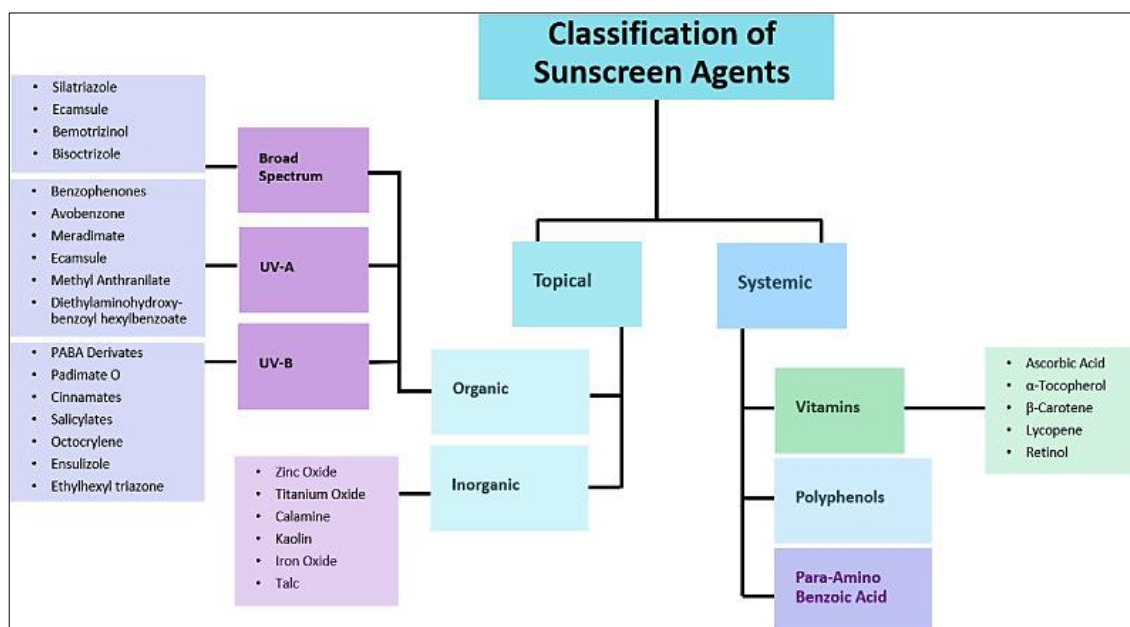 Classification of
Sunscreen Agents
• Silatriazole
• Ecamsule
• Bemotrizinol
• Bisoctrizole
Broad
Spectrum
• Benzophenones
• Avobenzone
• Meradimate
• Ecamsule
• Methyl Anthranilate
• Diethylaminohydroxy-
benzoyl hexylbenzoate
UV-A
• PABA Derivates
• Padimate O
• Cinnamates
• Salicylates
• Octocrylene
• Ensulizole
• Ethylhexyl triazone
UV-B
Topical
Systemic
Organic
Inorganic
• Zinc Oxide
• Titanium Oxide
• Calamine
• Kaolin
• Iron Oxide
• Talc
Vitamins
• Ascorbic Acid
• α-Tocopherol
• β-Carotene
• Lycopene
• Retinol
Polyphenols
Para-Amino
Benzoic Acid